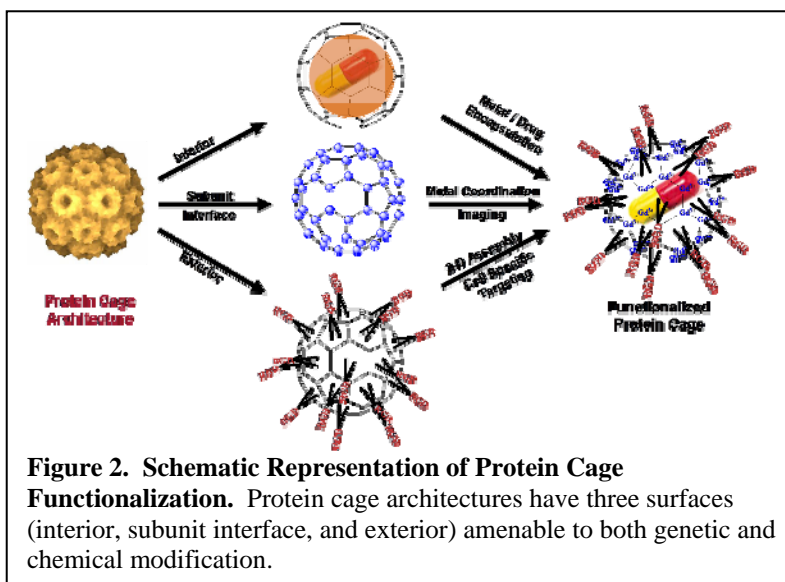 Interior
Metal / Drug
Encapsulation
Subunit
Interface
Metal Coordination
Imaging
Exterior
2-D Assembly
Cell Specific
Targeting
Protein Cage
Architecture
Functionalized
Protein Cage
Figure 2.  Schematic Representation of Protein Cage
Functionalization.  Protein cage architectures have three surfaces
(interior, subunit interface, and exterior) amenable to both genetic and
chemical modification.